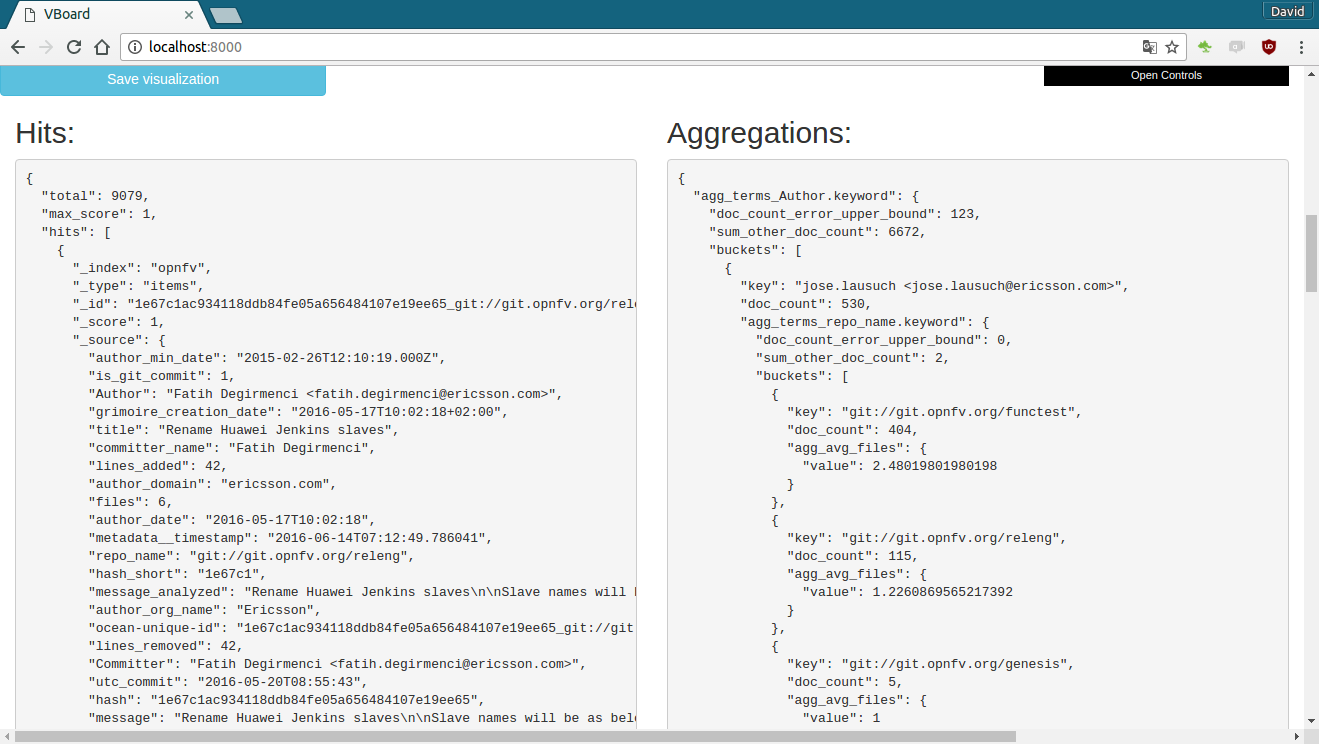 VBoard
David
localhost:8000
Save visualization
Open Controls
Hits:
{
"total": 9079,
"max_score": 1,
"hits": [
{
"_index": "opnfv",
"_type": "items",
"_id": "1e67c1ac934118ddb84fe05a656484107e19ee65_git://git.opnfv.org/rele
"_score": 1,
"_source": {
"author_min_date": "2015-02-26T12:10:19.000Z",
"is_git_commit": 1,
"Author": "Fatih Degirmenci <fatih.degirmenci@ericsson.com>",
"grimoire_creation_date": "2016-05-17T10:02:18+02:00",
"title": "Rename Huawei Jenkins slaves",
"committer_name": "Fatih Degirmenci",
"lines_added": 42,
"author_domain": "ericsson.com",
"files": 6,
"author_date": "2016-05-17T10:02:18",
"metadata__timestamp": "2016-06-14T07:12:49.786041",
"repo_name": "git://git.opnfv.org/releng",
"hash_short": "1e67c1",
"message_analyzed": "Rename Huawei Jenkins slaves\n\nSlave names will
"author_org_name": "Ericsson",
"ocean-unique-id": "1e67c1ac934118ddb84fe05a656484107e19ee65_git://git
"lines_removed": 42,
"Committer": "Fatih Degirmenci <fatih.degirmenci@ericsson.com>",
"utc_commit": "2016-05-20T08:55:43",
"hash": "1e67c1ac934118ddb84fe05a656484107e19ee65",
"message": "Rename Huawei Jenkins slaves\n\nSlave names will be as belo
Aggregations:
{
"agg_terms_Author.keyword": {
"doc_count_error_upper_bound": 123,
"sum_other_doc_count": 6672,
"buckets": [
{
"key": "jose.lausuch <jose.lausuch@ericsson.com>",
"doc_count": 530,
"agg_terms_repo_name.keyword": {
"doc_count_error_upper_bound": 0,
"sum_other_doc_count": 2,
"buckets": [
{
"key": "git://git.opnfv.org/functest",
"doc_count": 404,
"agg_avg_files": {
"value": 2.48019801980198
}
},
{
"key": "git://git.opnfv.org/releng",
"doc_count": 115,
"agg_avg_files": {
"value": 1.2260869565217392
}
},
{
"key": "git://git.opnfv.org/genesis",
"doc_count": 5,
"agg_avg_files": {
"value": 1